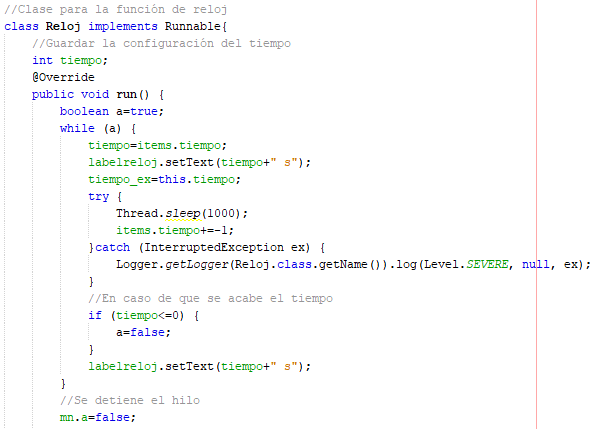 //Clase para la función de reloj
class Reloj implements Runnable{
//Guardar la configuración del tiempo
int tiempo;
@Override
public void run() {
boolean a=true;
while (a) {
tiempo=items.tiempo;
labelreloj.setText(tiempo+" s");
tiempo_ex=this.tiempo;
try {
Thread.sleep(1000);
items.tiempo+=-1;
}catch (InterruptedException ex) {
Logger.getLogger(Reloj.class.getName()).log(Level.SEVERE, null, ex);
}
//En caso de que se acabe el tiempo
if (tiempo<=0) {
a=false;
}
labelreloj.setText(tiempo+" s");
}
//Se detiene el hilo
mn.a=false;